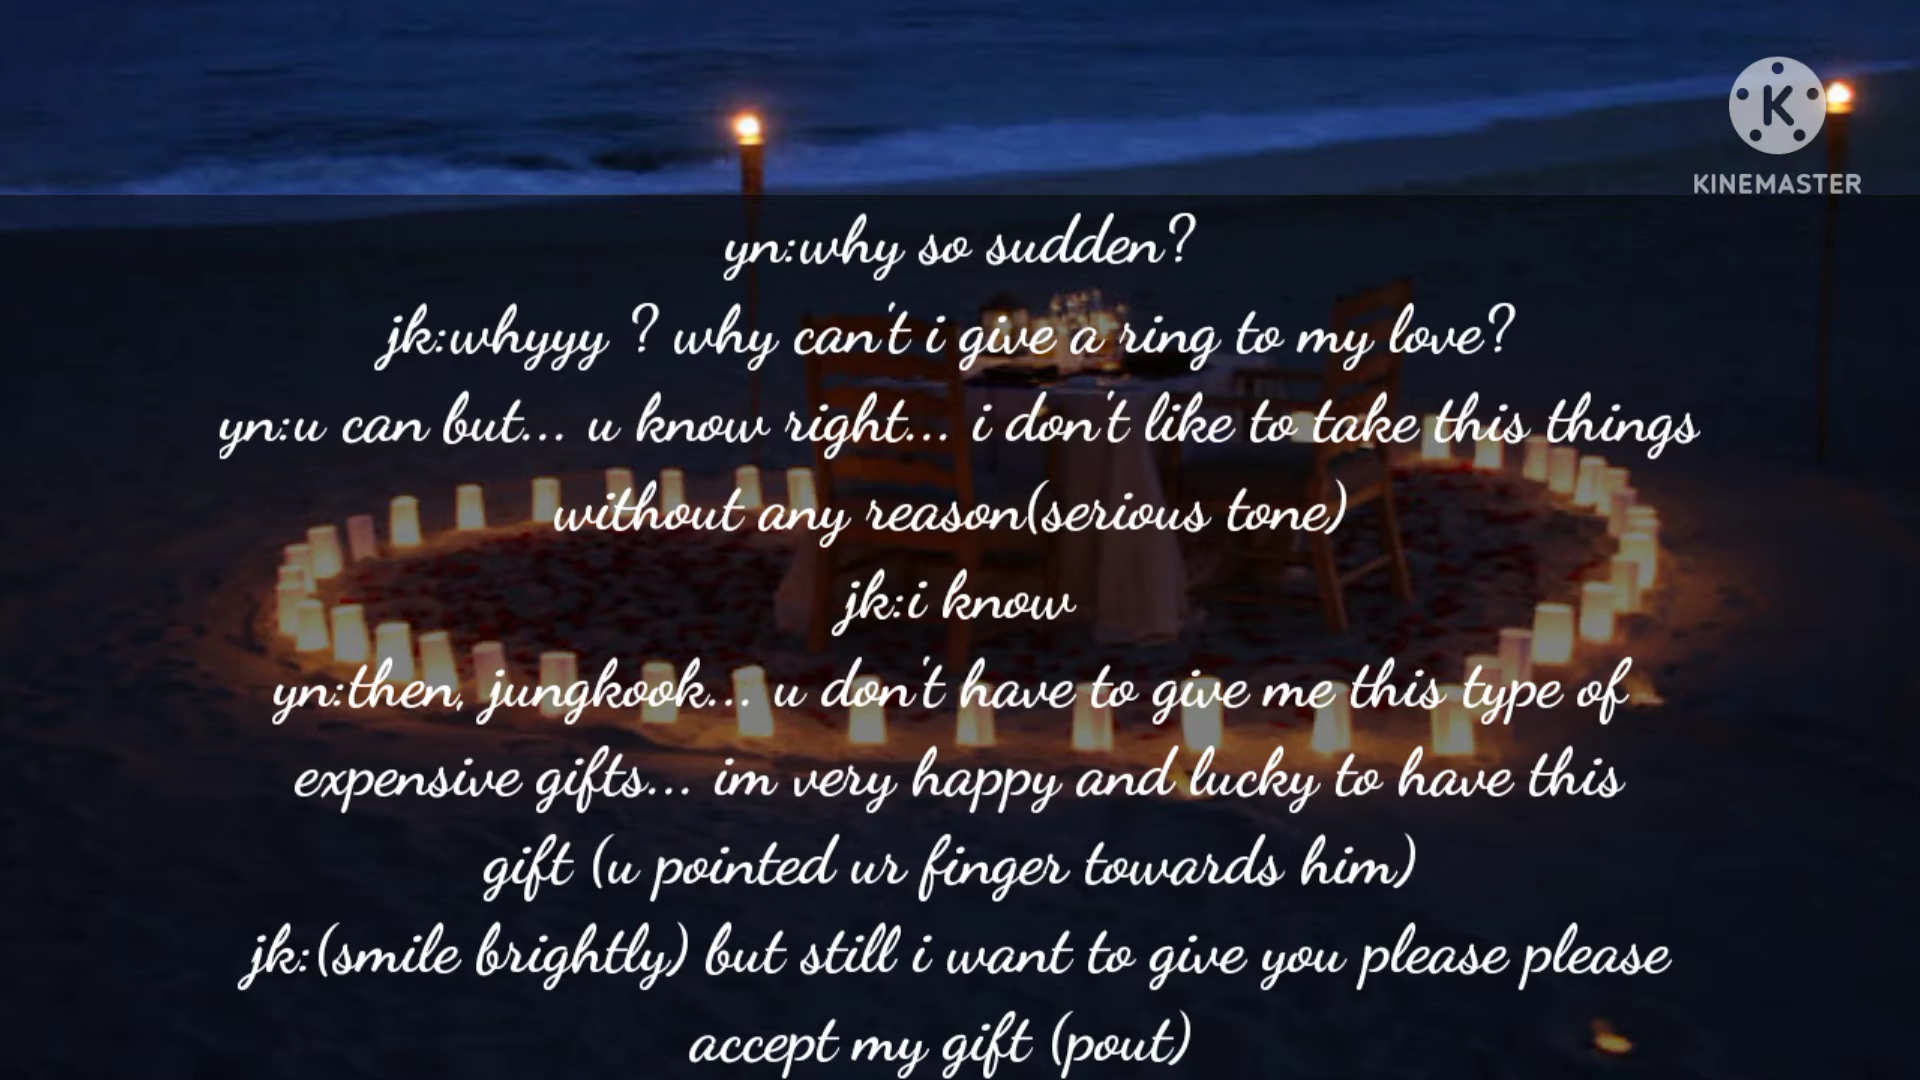 K
KINEMASTER
yn:why so sudden?
jk:whyyy ? why can't i give a ring to my love?
yn:u can but... u know right... i don't like to take this things
without any reason(serious tone)
jk:i know
yn:then, jungkook... u don't have to give me this type of
expensive gifts... im very happy and lucky to have this
gift (u pointed ur finger towards him)
jk:(smile brightly) but still i want to give you please please
accept my gift (pout)